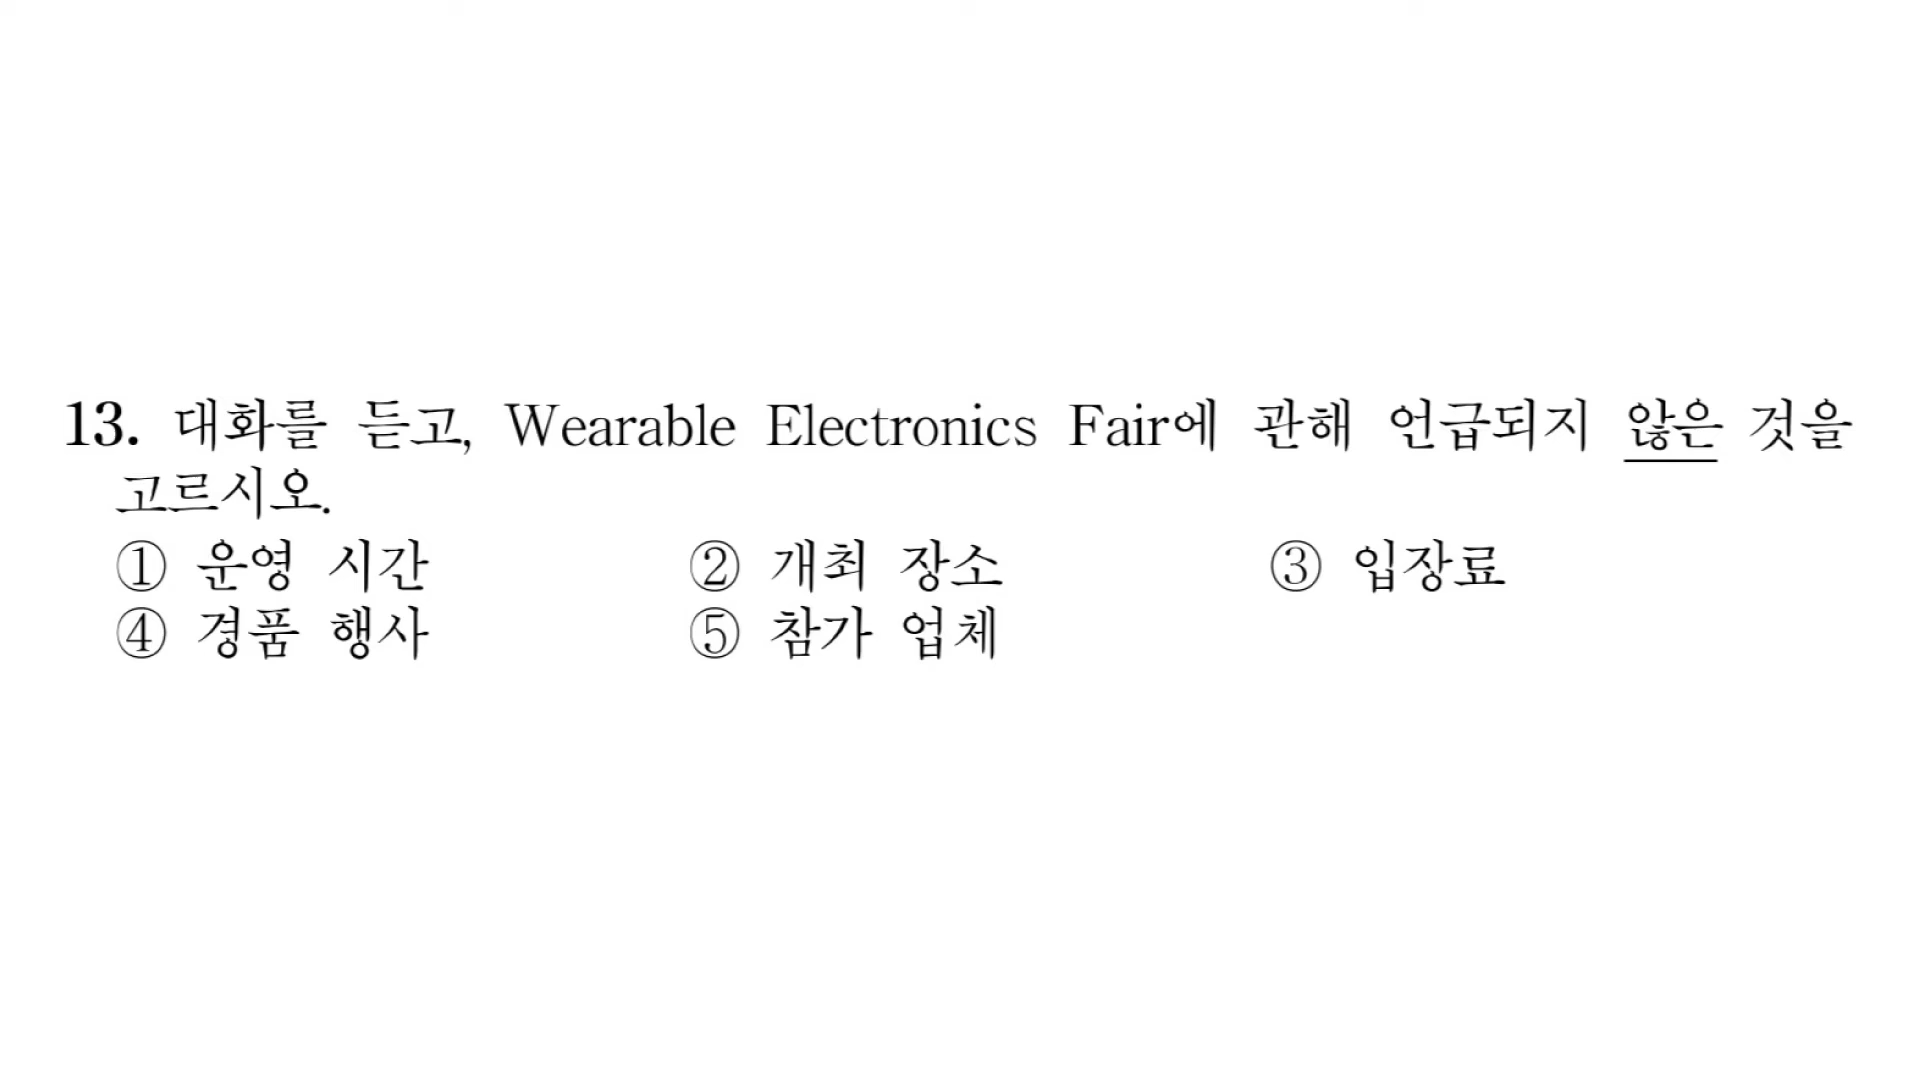 13. 대화를 듣고, Wearable Electronics Fair에 관해 언급되지 않은 것을
고르시오.
① 운영 시간 ② 개최 장소 ③ 입장료
④ 경품 행사 ⑤ 참가 업체